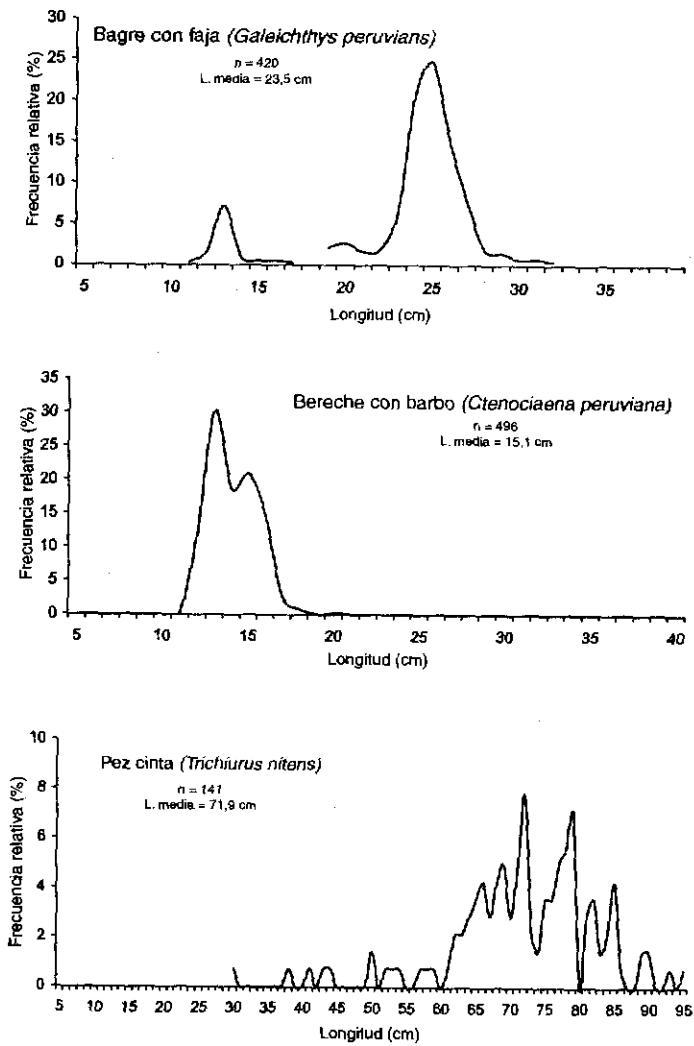 Bagre con faja (Galeichthys peruvians)
n = 420
L. media = 23,5 cm
Frecuencia relativa (%)
30
25
20
15
10
5
0
5 10 15 20 25 30 35
Longitud (cm)
Bereche con barbo (Ctenociaena peruviana)
n = 496
L. media = 15,1 cm
Frecuencia relativa (%)
35
30
25
20
15
10
5
0
5 10 15 20 25 30 35 40
Longitud (cm)
Pez cinta (Trichiurus nitens)
n = 141
L. media = 71,9 cm
Frecuencia relativa (%)
10
8
6
4
2
0
5 10 15 20 25 30 35 40 45 50 55 60 65 70 75 80 85 90 95
Longitud (cm)